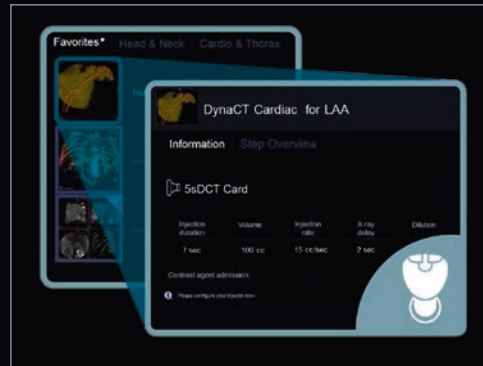 Favorites* Head & Neck Cardio & Thorax
DynaCT Cardiac for LAA
Information Step Overview
5sDCT Card
Injection duration Volume Injection rate X-ray delay Dilution
7 sec 100 cc 15 cc/sec 2 sec
Contrast agent admission:
Please configure your injector now.